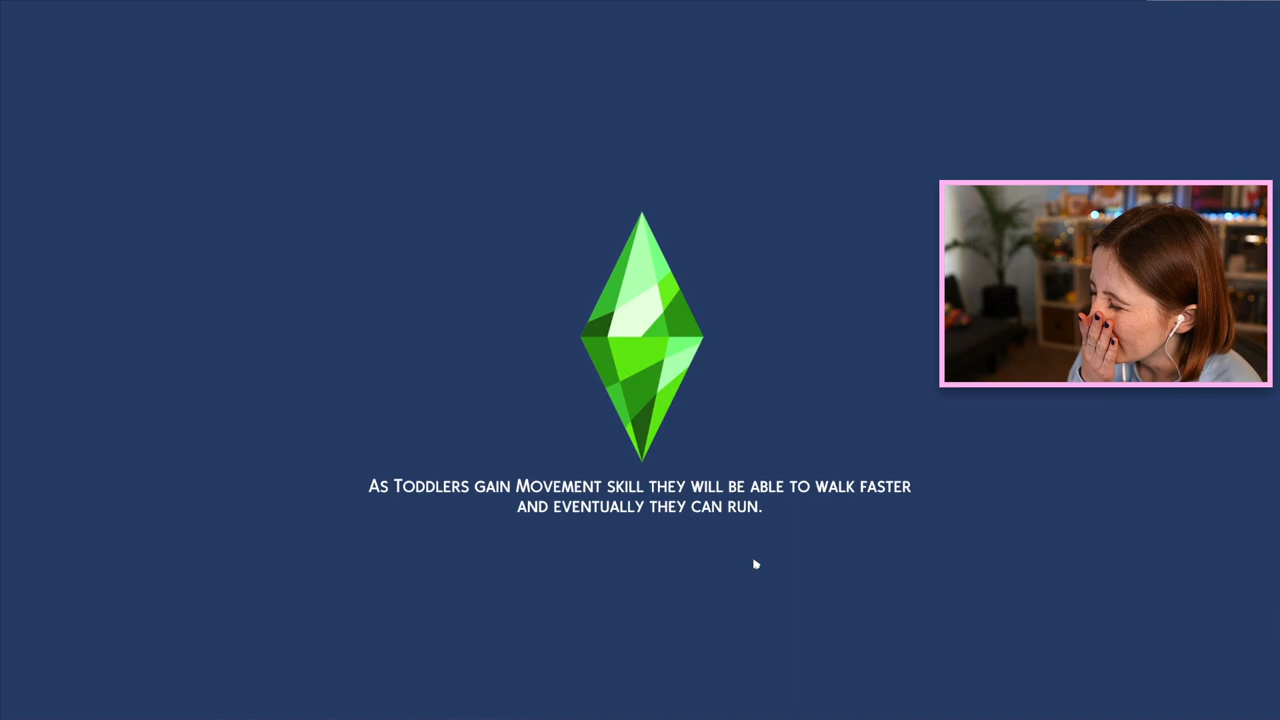 As Toddlers gain Movement skill they will be able to walk faster
and eventually they can run.